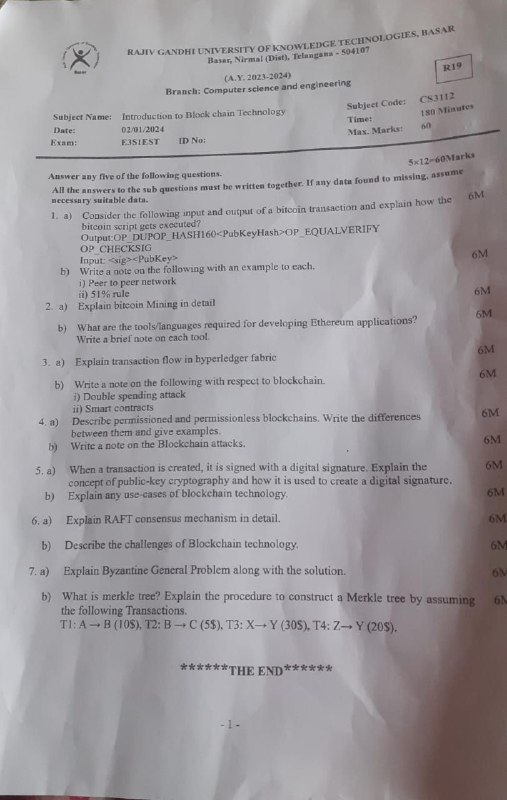 RAJIV GANDHI UNIVERSITY OF KNOWLEDGE TECHNOLOGIES, BASAR
Basar, Nirmal (Dist), Telangana - 504107
Basar
(A.Y. 2023-2024)
R19
Branch: Computer science and engineering
Subject Name: Introduction to Block chain Technology Subject Code: CS3112
Date: 02/01/2024 Time: 180 Minutes
Exam: E3S1EST ID No: Max. Marks: 60
Answer any five of the following questions. 5×12=60Marks
All the answers to the sub questions must be written together. If any data found to missing, assume
necessary suitable data.
1. a) Consider the following input and output of a bitcoin transaction and explain how the 6M
bitcoin script gets executed?
Output:OP_DUPOP_HASH160<PubKeyHash>OP_EQUALVERIFY
OP_CHECKSIG
Input: <sig><PubKey>
b) Write a note on the following with an example to each. 6M
i) Peer to peer network
ii) 51% rule
2. a) Explain bitcoin Mining in detail 6M
b) What are the tools/languages required for developing Ethereum applications? 6M
Write a brief note on each tool.
3. a) Explain transaction flow in hyperledger fabric 6M
b) Write a note on the following with respect to blockchain. 6M
i) Double spending attack
ii) Smart contracts
4. a) Describe permissioned and permissionless blockchains. Write the differences 6M
between them and give examples.
b) Write a note on the Blockchain attacks. 6M
5. a) When a transaction is created, it is signed with a digital signature. Explain the 6M
concept of public-key cryptography and how it is used to create a digital signature.
b) Explain any use-cases of blockchain technology. 6M
6. a) Explain RAFT consensus mechanism in detail. 6M
b) Describe the challenges of Blockchain technology. 6M
7. a) Explain Byzantine General Problem along with the solution. 6M
b) What is merkle tree? Explain the procedure to construct a Merkle tree by assuming 6M
the following Transactions.
T1: A → B (10$), T2: B → C (5$), T3: X→ Y (30$), T4: Z→ Y (20$).
******THE END******
- 1 -